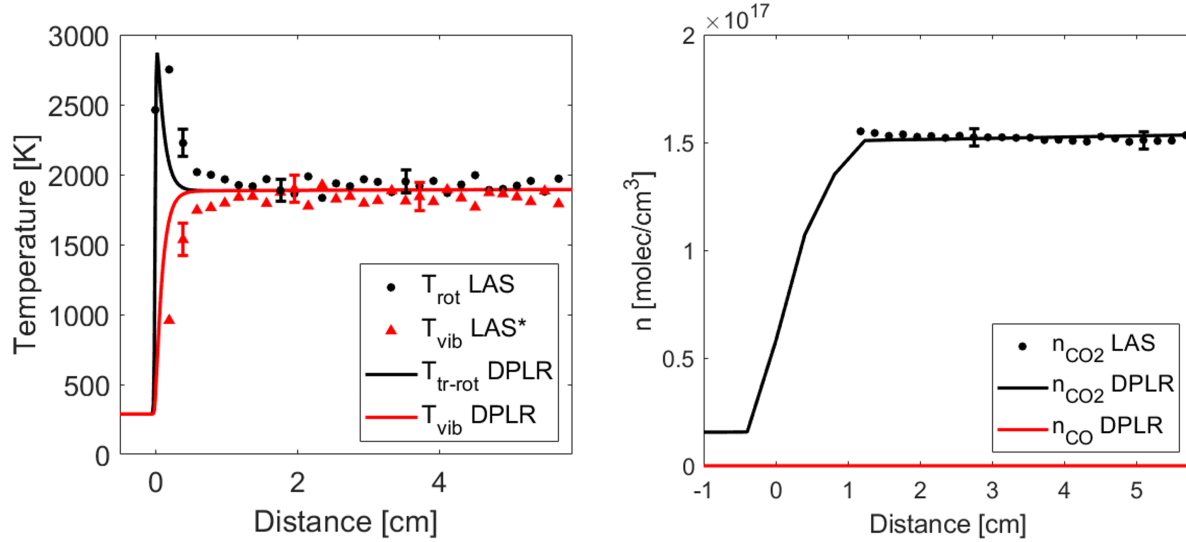 3000
2500
2000
1500
1000
500
0
Temperature [K]
0
2
4
Distance [cm]
T_rot LAS
T_vib LAS*
T_tr-rot DPLR
T_vib DPLR
×10^17
2
1.5
1
0.5
0
n [molec/cm^3]
-1
0
1
2
3
4
5
Distance [cm]
n_CO2 LAS
n_CO2 DPLR
n_CO DPLR